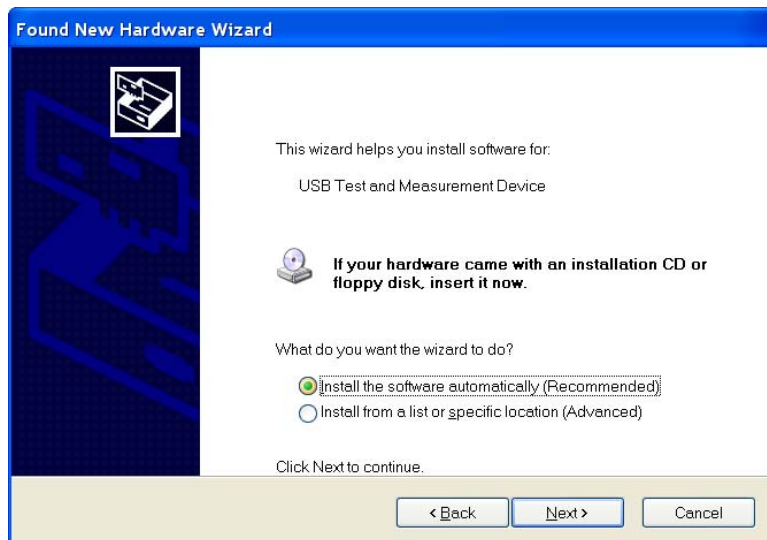 Found New Hardware Wizard
This wizard helps you install software for:
USB Test and Measurement Device
If your hardware came with an installation CD or
floppy disk, insert it now.
What do you want the wizard to do?
Install the software automatically (Recommended)
Install from a list or specific location (Advanced)
Click Next to continue.
< Back Next > Cancel